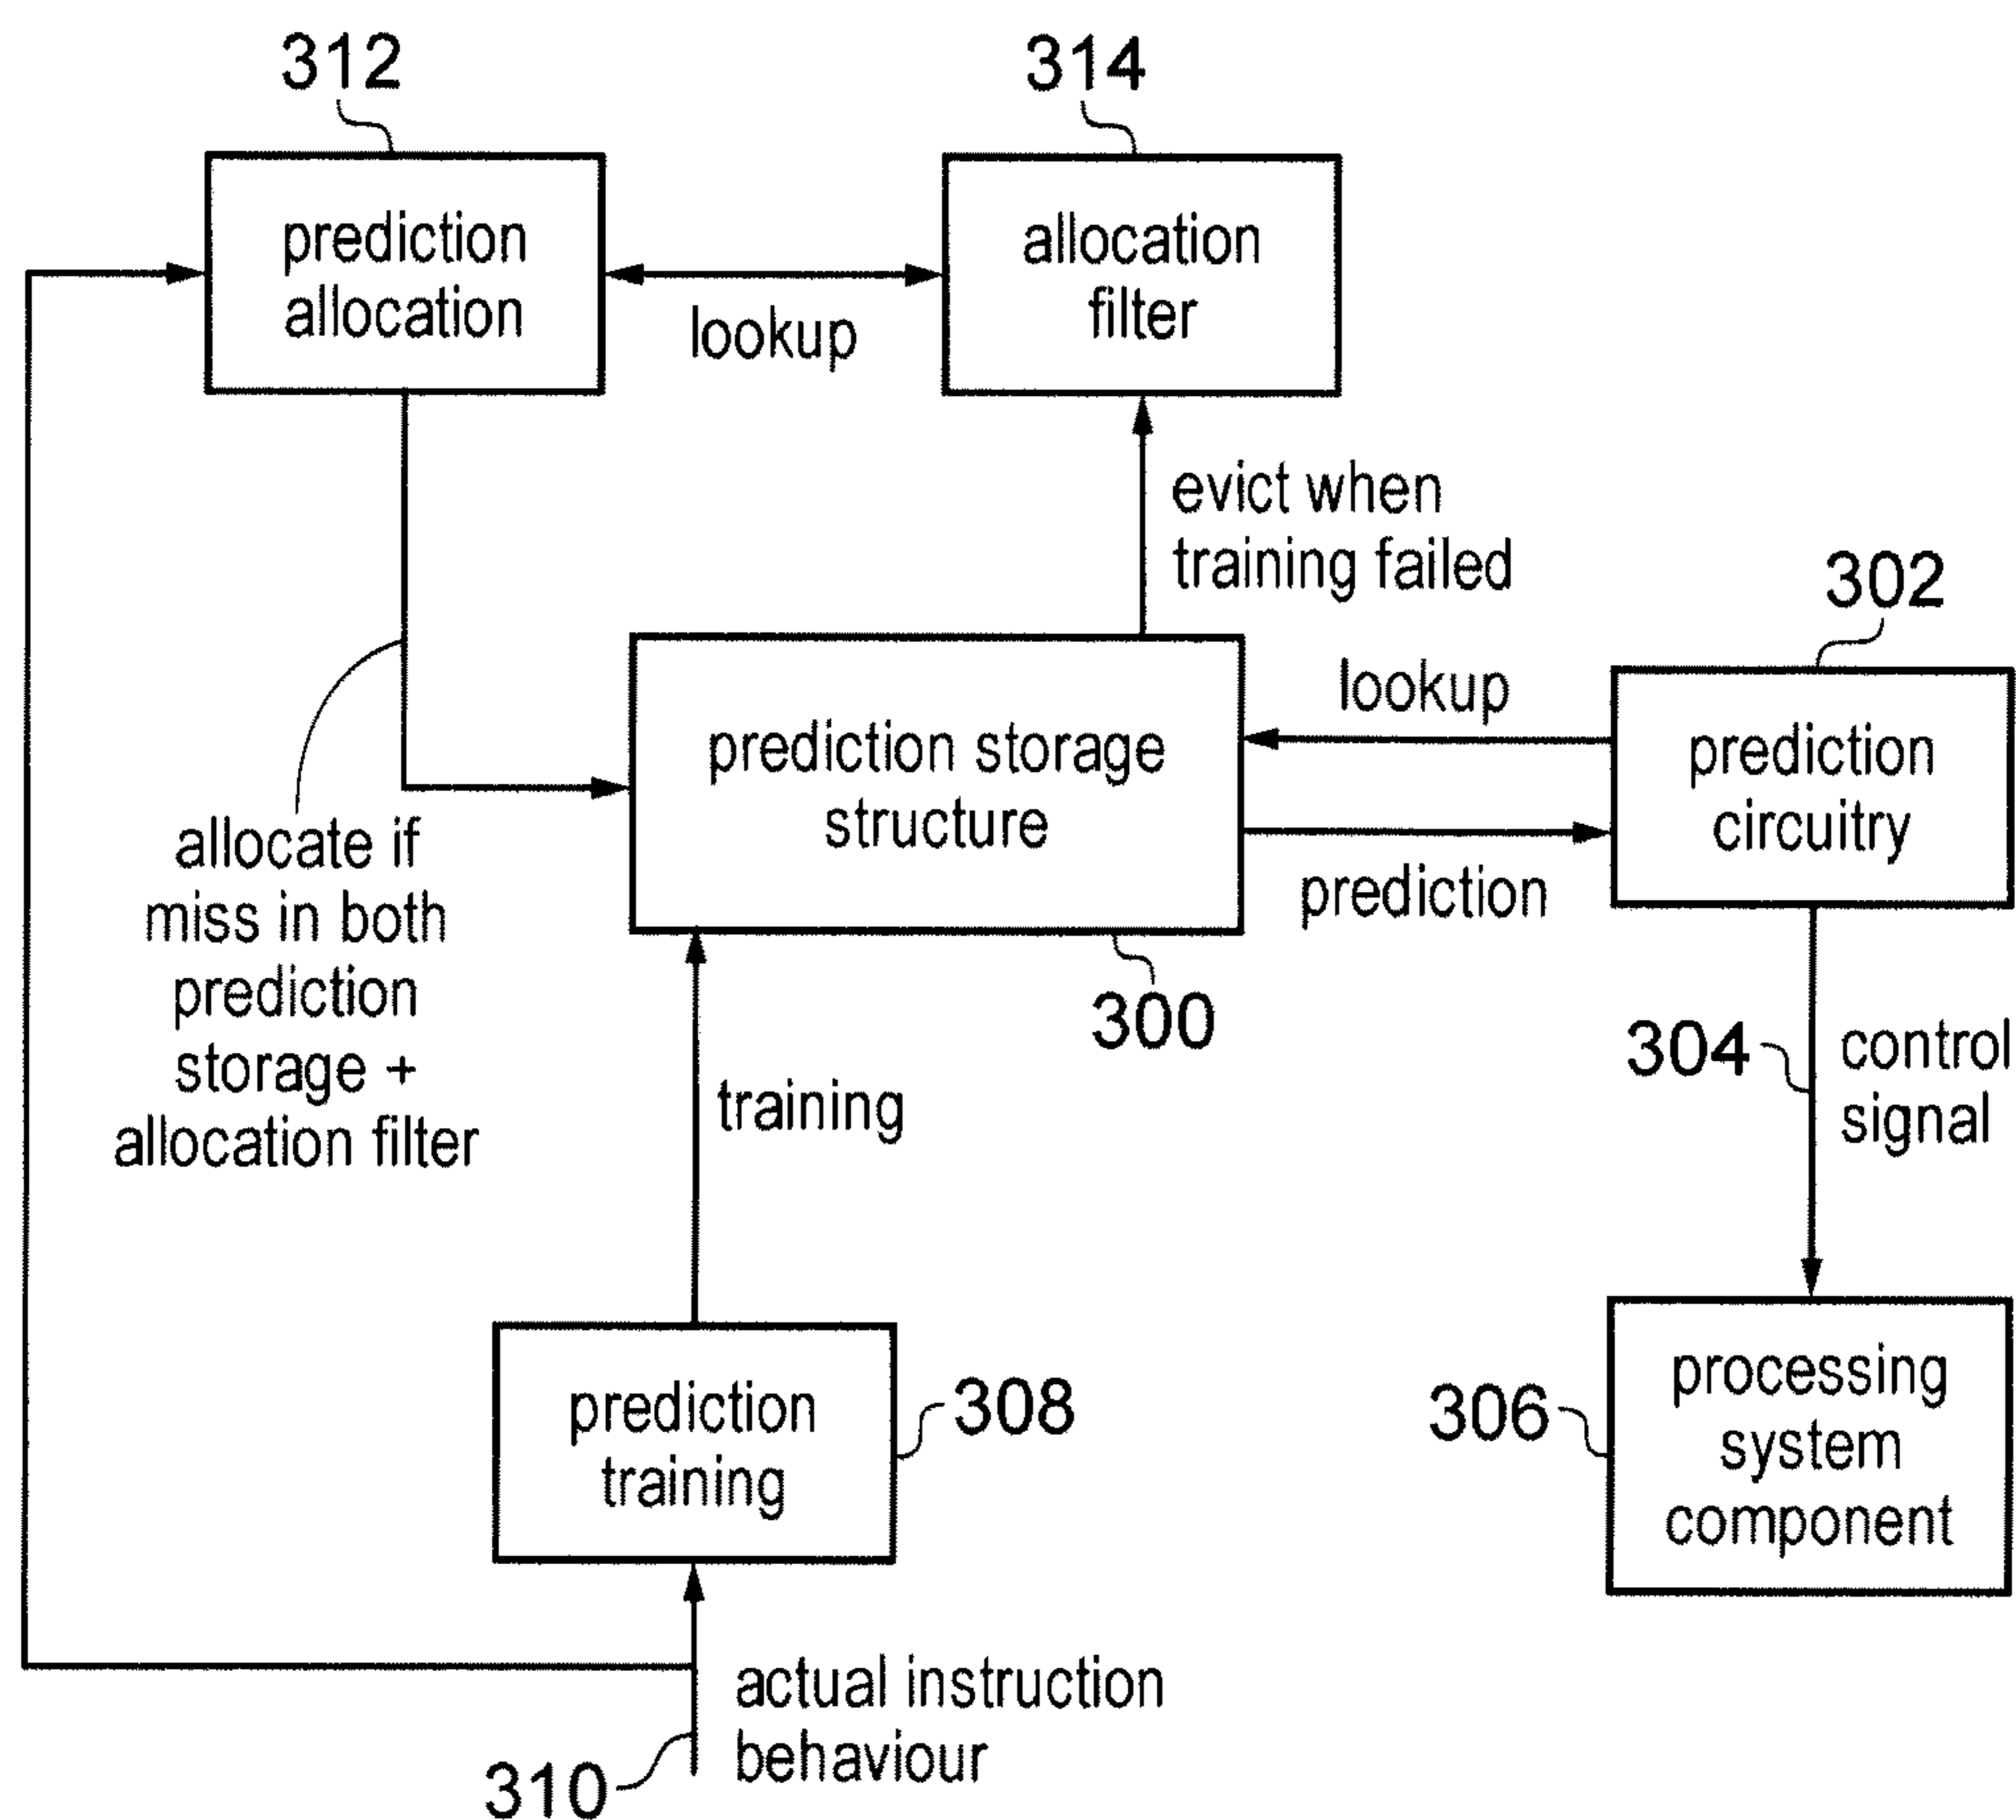 312
314
prediction
allocation
lookup
allocation
filter
evict when
training failed
302
lookup
prediction storage
structure
prediction
circuitry
prediction
allocate if
miss in both
prediction
storage +
allocation filter
300
304
control
signal
training
prediction
training
308
306
processing
system
component
actual instruction
behaviour
310